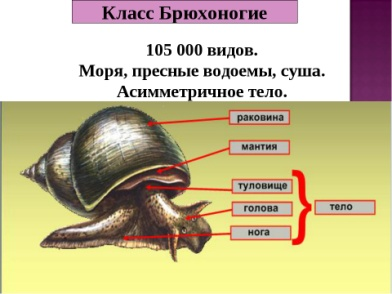 Класс Брюхоногие
105 000 видов.
Моря, пресные водоемы, суша.
Асимметричное тело.
раковина
мантия
туловище
голова
тело
нога